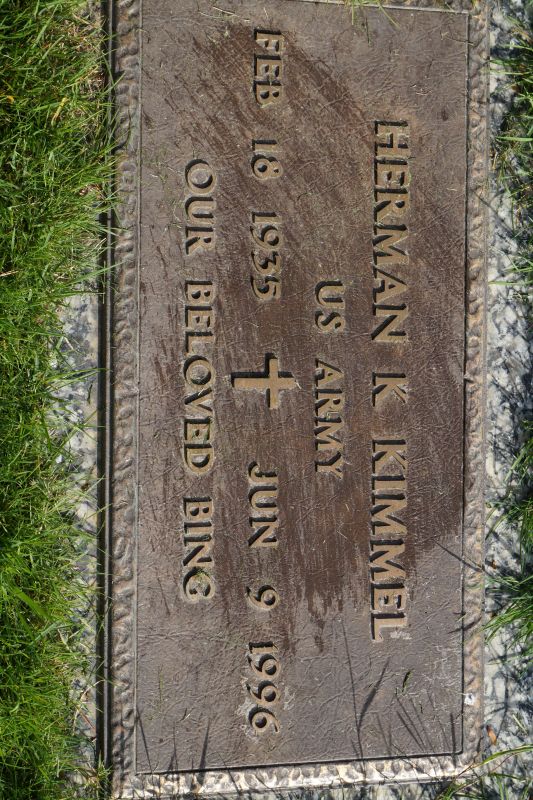 HERMAN K KIMMEL
US ARMY
FEB 18 1935 JUN 9 1996
OUR BELOVED BING